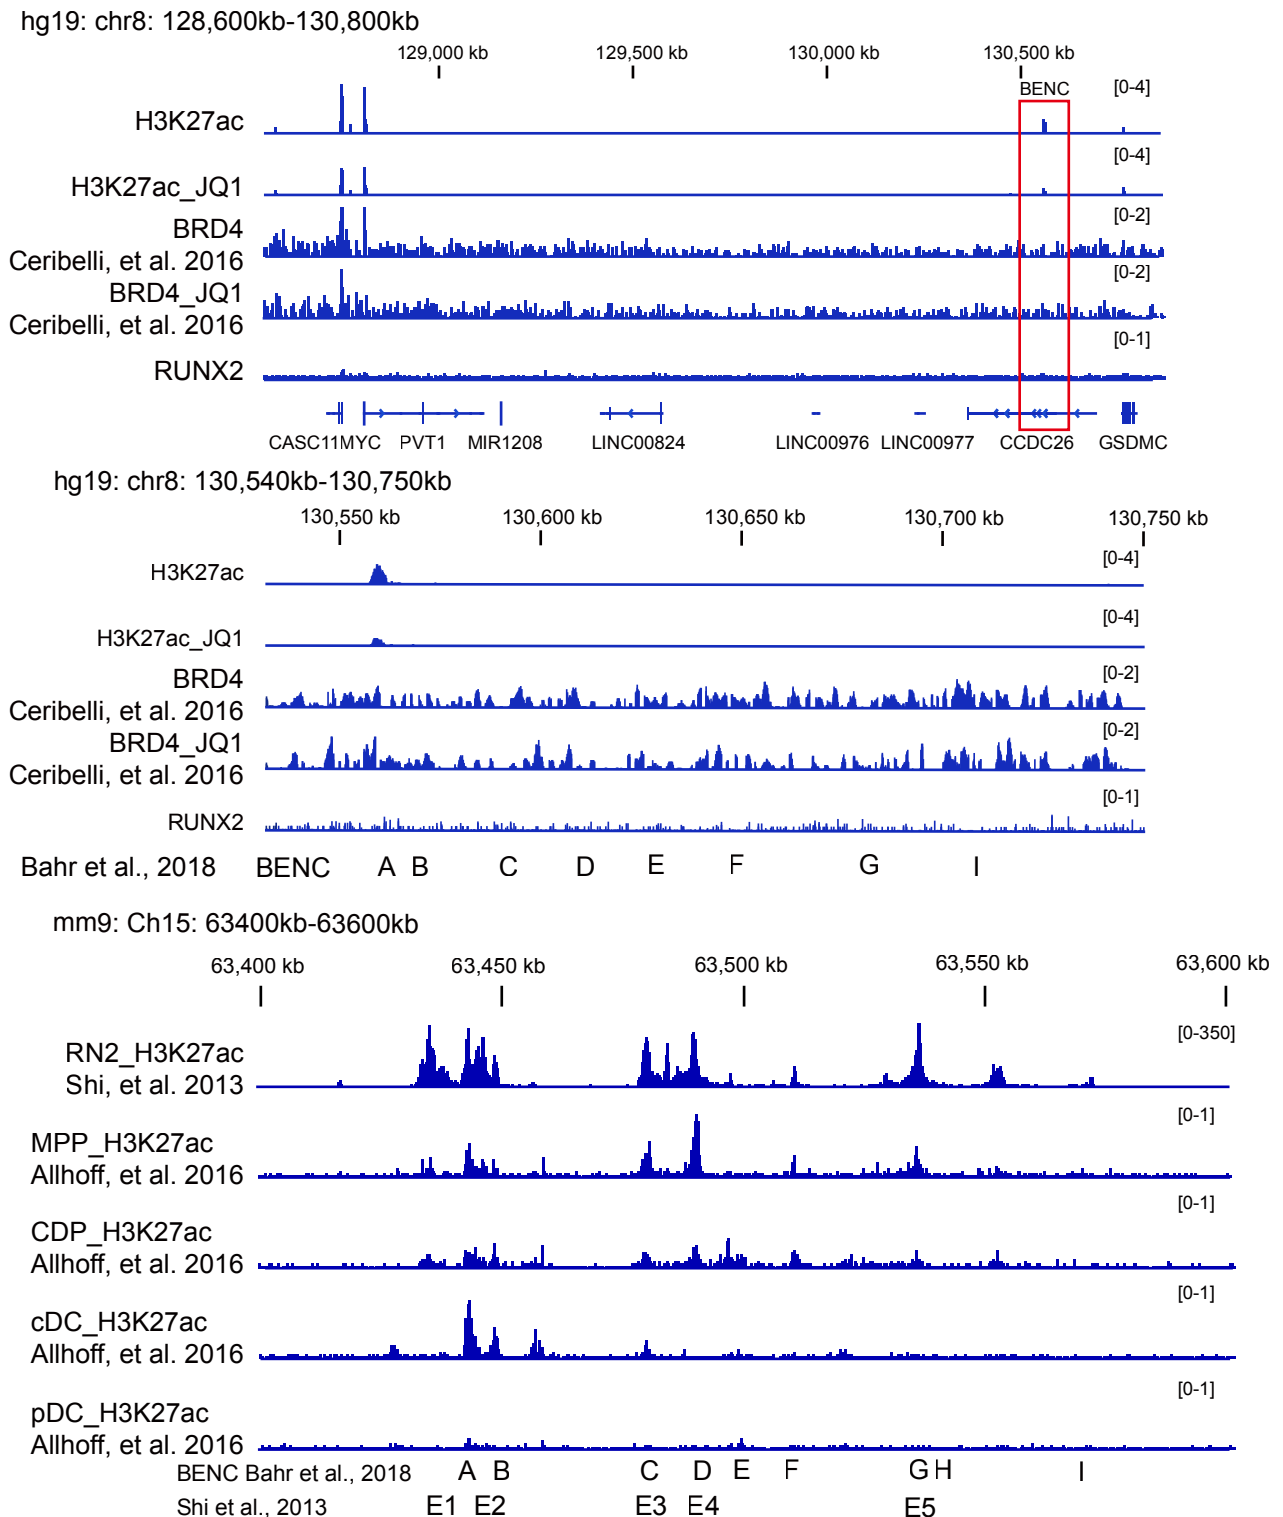 hg19: chr8: 128,600kb-130,800kb
129,000 kb 129,500 kb 130,000 kb 130,500 kb
BENC [0-4]
H3K27ac
[0-4]
H3K27ac_JQ1
BRD4 [0-2]
Ceribelli, et al. 2016
BRD4_JQ1 [0-2]
Ceribelli, et al. 2016
[0-1]
RUNX2
CASC11MYC PVT1 MIR1208 LINC00824 LINC00976 LINC00977 CCDC26 GSDMC
hg19: chr8: 130,540kb-130,750kb
130,550 kb 130,600 kb 130,650 kb 130,700 kb 130,750 kb
H3K27ac [0-4]
[0-4]
H3K27ac_JQ1
BRD4 [0-2]
Ceribelli, et al. 2016
BRD4_JQ1 [0-2]
Ceribelli, et al. 2016
[0-1]
RUNX2
Bahr et al., 2018 BENC A B C D E F G I
mm9: Ch15: 63400kb-63600kb
63,400 kb 63,450 kb 63,500 kb 63,550 kb 63,600 kb
[0-350]
RN2_H3K27ac
Shi, et al. 2013
[0-1]
MPP_H3K27ac
Allhoff, et al. 2016
[0-1]
CDP_H3K27ac
Allhoff, et al. 2016
[0-1]
cDC_H3K27ac
Allhoff, et al. 2016
[0-1]
pDC_H3K27ac
Allhoff, et al. 2016
BENC Bahr et al., 2018 A B C D E F G H I
Shi et al., 2013 E1 E2 E3 E4 E5